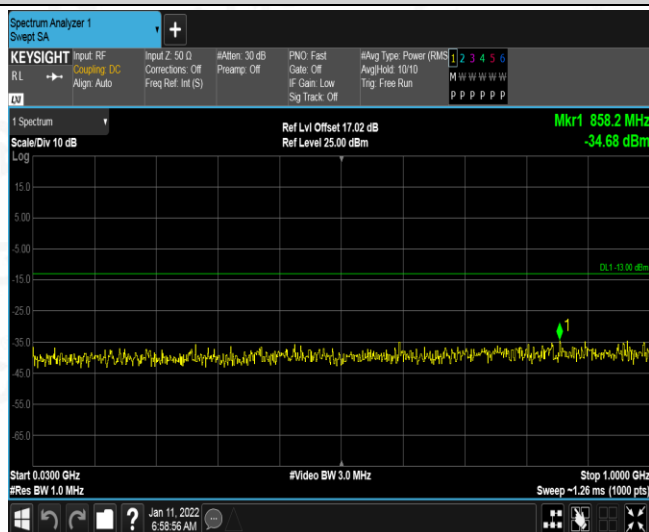 Spectrum Analyzer 1
Swept SA
+
KEYSIGHT
RL
LXI
Input: RF
Coupling: DC
Align: Auto
Input Z: 50 Ω
Corrections: Off
Freq Ref: Int (S)
#Atten: 30 dB
Preamp: Off
PNO: Fast
Gate: Off
IF Gain: Low
Sig Track: Off
#Avg Type: Power (RMS
Avg|Hold: 10/10
Trig: Free Run
1 2 3 4 5 6
M W W W W W
P P P P P P
1 Spectrum
Scale/Div 10 dB
Ref Lvl Offset 17.02 dB
Ref Level 25.00 dBm
Mkr1 858.2 MHz
-34.68 dBm
Log
15.0
5.00
-5.00
DL1 -13.00 dBm
-15.0
-25.0
1
-35.0
-45.0
-55.0
-65.0
Start 0.0300 GHz
#Res BW 1.0 MHz
#Video BW 3.0 MHz
Stop 1.0000 GHz
Sweep ~1.26 ms (1000 pts)
?
Jan 11, 2022
6:58:56 AM